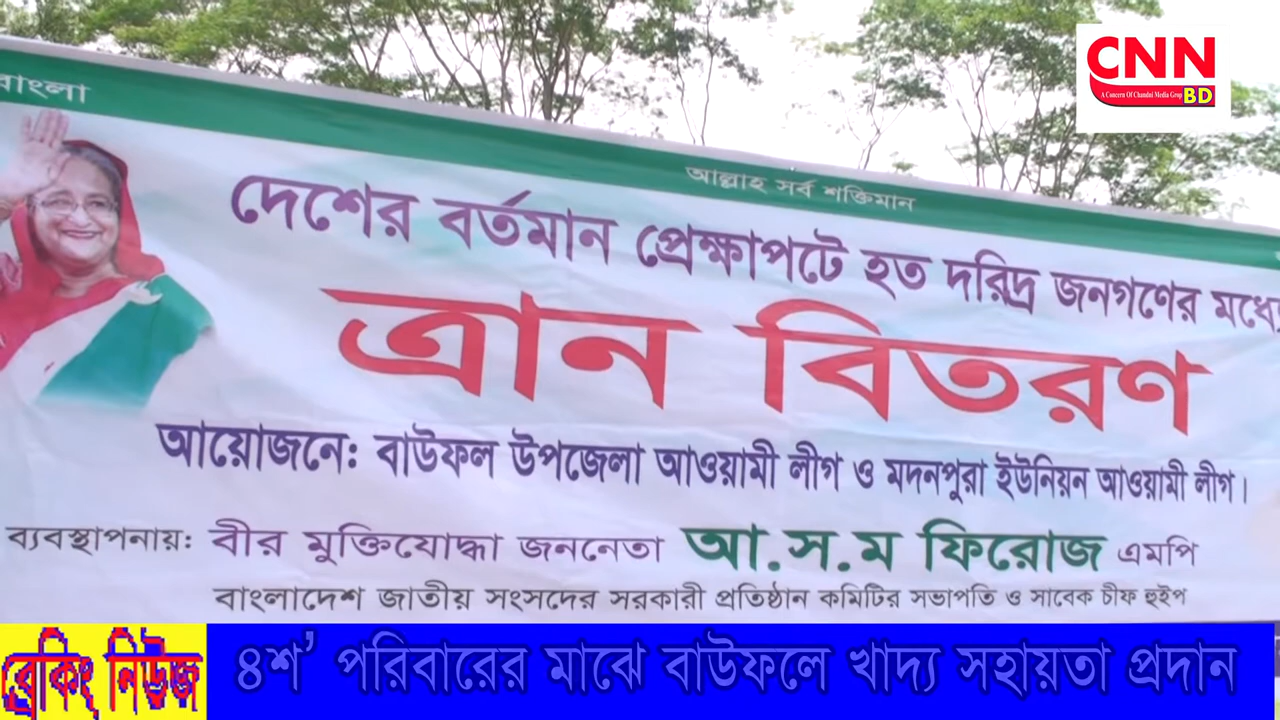 CNN
A Concern Of Chandni Media Grop
BD
বাংলা
আল্লাহ সর্ব শক্তিমান
দেশের বর্তমান প্রেক্ষাপটে হত দরিদ্র জনগণের মধ্যে
ত্রান বিতরণ
আয়োজনে: বাউফল উপজেলা আওয়ামী লীগ ও মদনপুরা ইউনিয়ন আওয়ামী লীগ।
ব্যবস্থাপনায়: বীর মুক্তিযোদ্ধা জননেতা আ.স.ম ফিরোজ এমপি
বাংলাদেশ জাতীয় সংসদের সরকারী প্রতিষ্ঠান কমিটির সভাপতি ও সাবেক চীফ হুইপ
ব্রেকিং নিউজ
৪শ’ পরিবারের মাঝে বাউফলে খাদ্য সহায়তা প্রদান